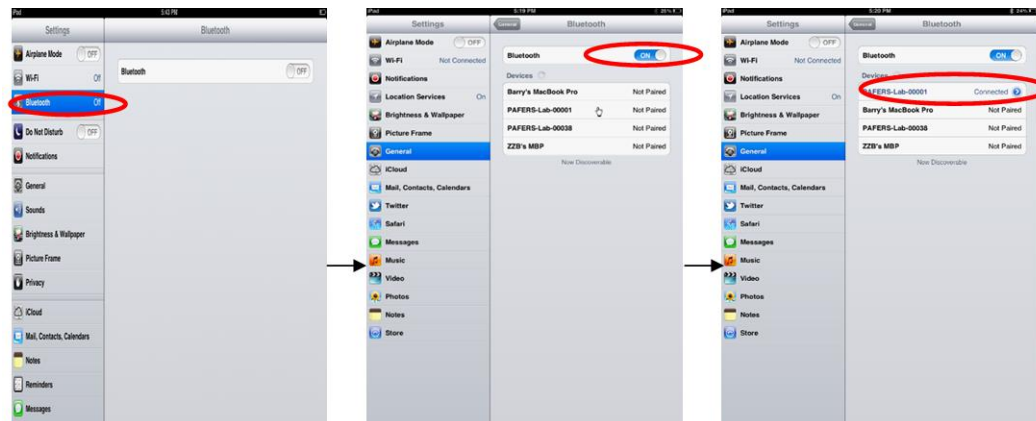 iPad 5:43 PM
Settings
Bluetooth
Airplane Mode OFF
Wi-Fi Off
Bluetooth Off
Do Not Disturb OFF
Notifications
General
Sounds
Brightness & Wallpaper
Picture Frame
Privacy
iCloud
Mail, Contacts, Calendars
Notes
Reminders
Messages
Bluetooth OFF
iPad 5:19 PM 25%
Settings
General Bluetooth
Airplane Mode OFF
Wi-Fi Not Connected
Notifications
Location Services On
Brightness & Wallpaper
Picture Frame
General
iCloud
Mail, Contacts, Calendars
Twitter
Safari
Messages
Music
Video
Photos
Notes
Store
Bluetooth ON
Devices
Barry's MacBook Pro Not Paired
PAFERS-Lab-00001 Not Paired
PAFERS-Lab-00038 Not Paired
ZZB's MBP Not Paired
Now Discoverable
iPad 5:20 PM 24%
Settings
General Bluetooth
Airplane Mode OFF
Wi-Fi Not Connected
Notifications
Location Services On
Brightness & Wallpaper
Picture Frame
General
iCloud
Mail, Contacts, Calendars
Twitter
Safari
Messages
Music
Video
Photos
Notes
Store
Bluetooth ON
Devices
PAFERS-Lab-00001 Connected
Barry's MacBook Pro Not Paired
PAFERS-Lab-00038 Not Paired
ZZB's MBP Not Paired
Now Discoverable